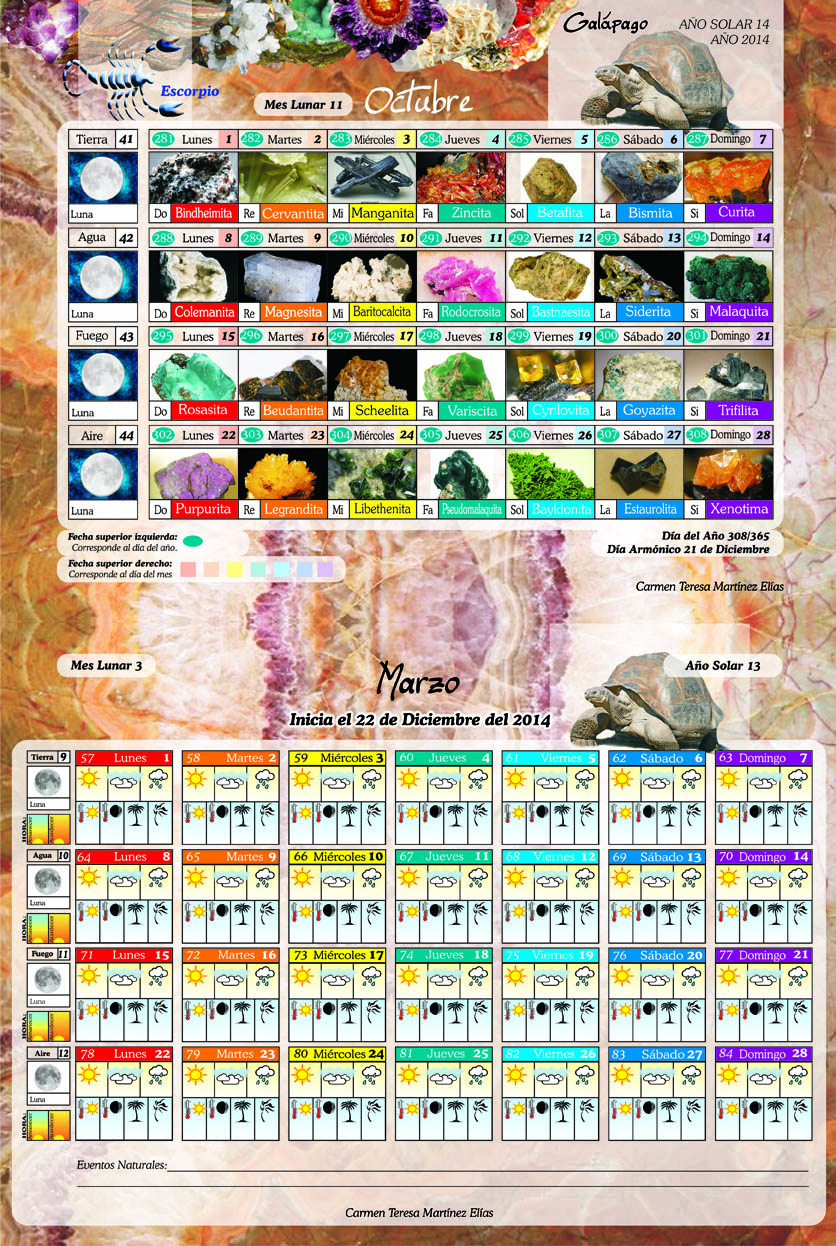 Galápago
AÑO SOLAR 14
AÑO 2014
Escorpio
Mes Lunar 11
Octubre
Tierra 41 281 Lunes 1 282 Martes 2 283 Miércoles 3 284 Jueves 4 285 Viernes 5 286 Sábado 6 287 Domingo 7
Luna Do Bindheimita Re Cervantita Mi Manganita Fa Zincita Sol Betafita La Bismita Si Curita
Agua 42 288 Lunes 8 289 Martes 9 290 Miércoles 10 291 Jueves 11 292 Viernes 12 293 Sábado 13 294 Domingo 14
Luna Do Colemanita Re Magnesita Mi Baritocalcita Fa Rodocrosita Sol Bastnaesita La Siderita Si Malaquita
Fuego 43 295 Lunes 15 296 Martes 16 297 Miércoles 17 298 Jueves 18 299 Viernes 19 300 Sábado 20 301 Domingo 21
Luna Do Rosasita Re Beudantita Mi Scheelita Fa Variscita Sol Cyrilovita La Goyazita Si Trifilita
Aire 44 302 Lunes 22 303 Martes 23 304 Miércoles 24 305 Jueves 25 306 Viernes 26 307 Sábado 27 308 Domingo 28
Luna Do Purpurita Re Legrandita Mi Libethenita Fa Pseudomalaquita Sol Bayldonita La Estaurolita Si Xenotima
Fecha superior izquierda:
Corresponde al día del año.
Fecha superior derecho:
Corresponde al día del mes
Día del Año 308/365
Día Armónico 21 de Diciembre
Carmen Teresa Martínez Elías
Mes Lunar 3
Marzo
Año Solar 13
Inicia el 22 de Diciembre del 2014
Tierra 9 57 Lunes 1 58 Martes 2 59 Miércoles 3 60 Jueves 4 61 Viernes 5 62 Sábado 6 63 Domingo 7
Luna
HORA: Amanecer Atardecer
Agua 10 64 Lunes 8 65 Martes 9 66 Miércoles 10 67 Jueves 11 68 Viernes 12 69 Sábado 13 70 Domingo 14
Luna
HORA: Amanecer Atardecer
Fuego 11 71 Lunes 15 72 Martes 16 73 Miércoles 17 74 Jueves 18 75 Viernes 19 76 Sábado 20 77 Domingo 21
Luna
HORA: Amanecer Atardecer
Aire 12 78 Lunes 22 79 Martes 23 80 Miércoles 24 81 Jueves 25 82 Viernes 26 83 Sábado 27 84 Domingo 28
Luna
HORA: Amanecer Atardecer
Eventos Naturales:
Carmen Teresa Martínez Elías